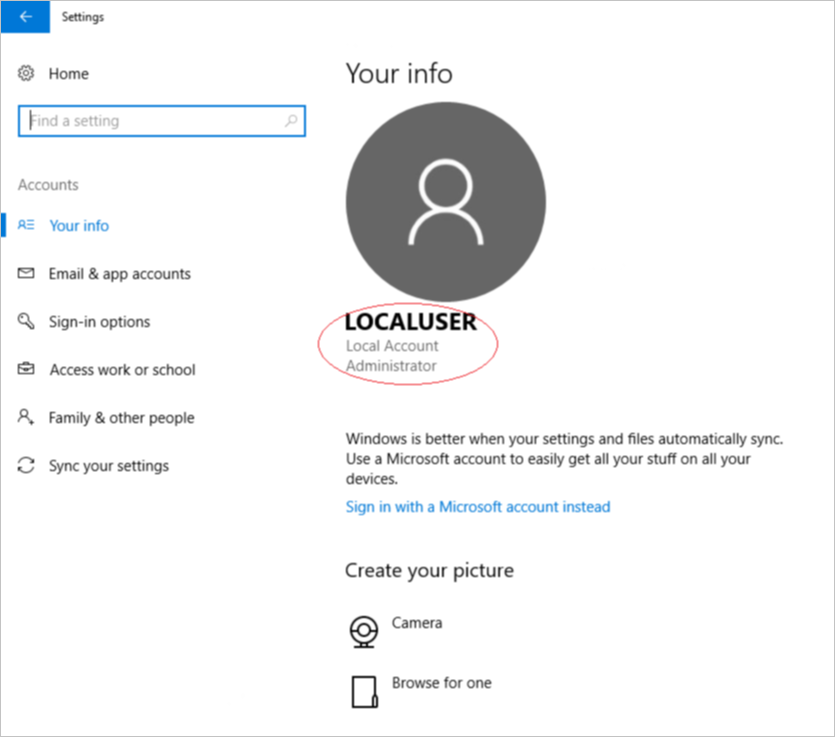 Settings
Home
Find a setting
Accounts
Your info
Email & app accounts
Sign-in options
Access work or school
Family & other people
Sync your settings
Your info
LOCALUSER
Local Account
Administrator
Windows is better when your settings and files automatically sync.
Use a Microsoft account to easily get all your stuff on all your
devices.
Sign in with a Microsoft account instead
Create your picture
Camera
Browse for one